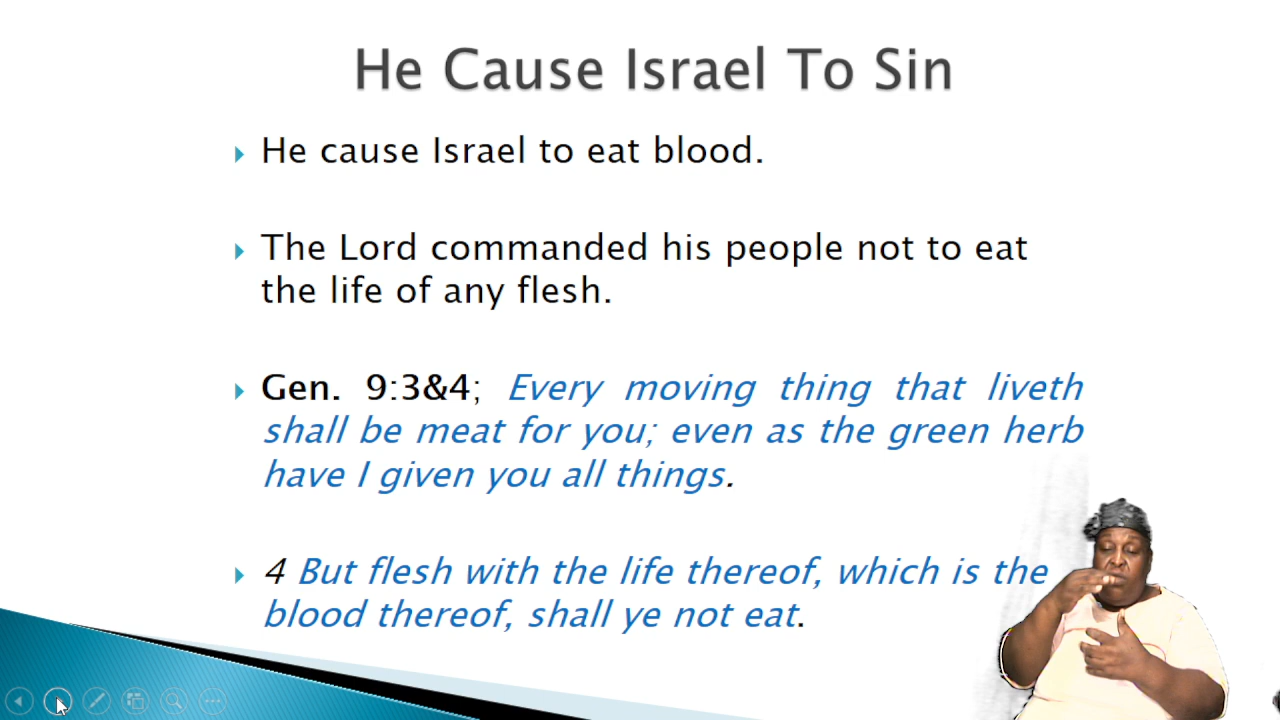 He Cause Israel To Sin
He cause Israel to eat blood.
The Lord commanded his people not to eat
the life of any flesh.
Gen. 9:3&4; Every moving thing that liveth
shall be meat for you; even as the green herb
have I given you all things.
4 But flesh with the life thereof, which is the
blood thereof, shall ye not eat.